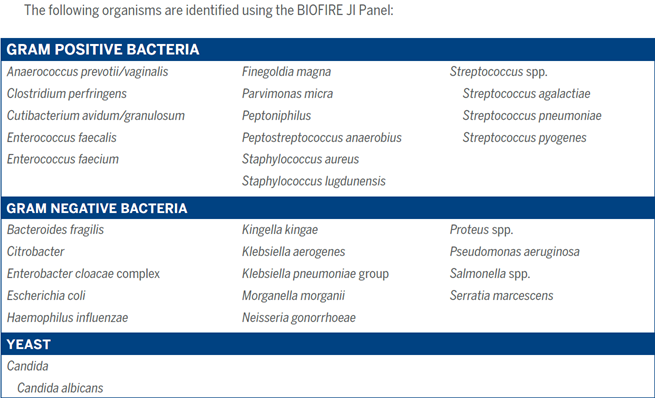 The following organisms are identified using the BIOFIRE JI Panel:
GRAM POSITIVE BACTERIA
Anaerococcus prevotii/vaginalis
Clostridium perfringens
Cutibacterium avidum/granulosum
Enterococcus faecalis
Enterococcus faecium
Finegoldia magna
Parvimonas micra
Peptoniphilus
Peptostreptococcus anaerobius
Staphylococcus aureus
Staphylococcus lugdunensis
Streptococcus spp.
Streptococcus agalactiae
Streptococcus pneumoniae
Streptococcus pyogenes
GRAM NEGATIVE BACTERIA
Bacteroides fragilis
Citrobacter
Enterobacter cloacae complex
Escherichia coli
Haemophilus influenzae
Kingella kingae
Klebsiella aerogenes
Klebsiella pneumoniae group
Morganella morganii
Neisseria gonorrhoeae
Proteus spp.
Pseudomonas aeruginosa
Salmonella spp.
Serratia marcescens
YEAST
Candida
Candida albicans